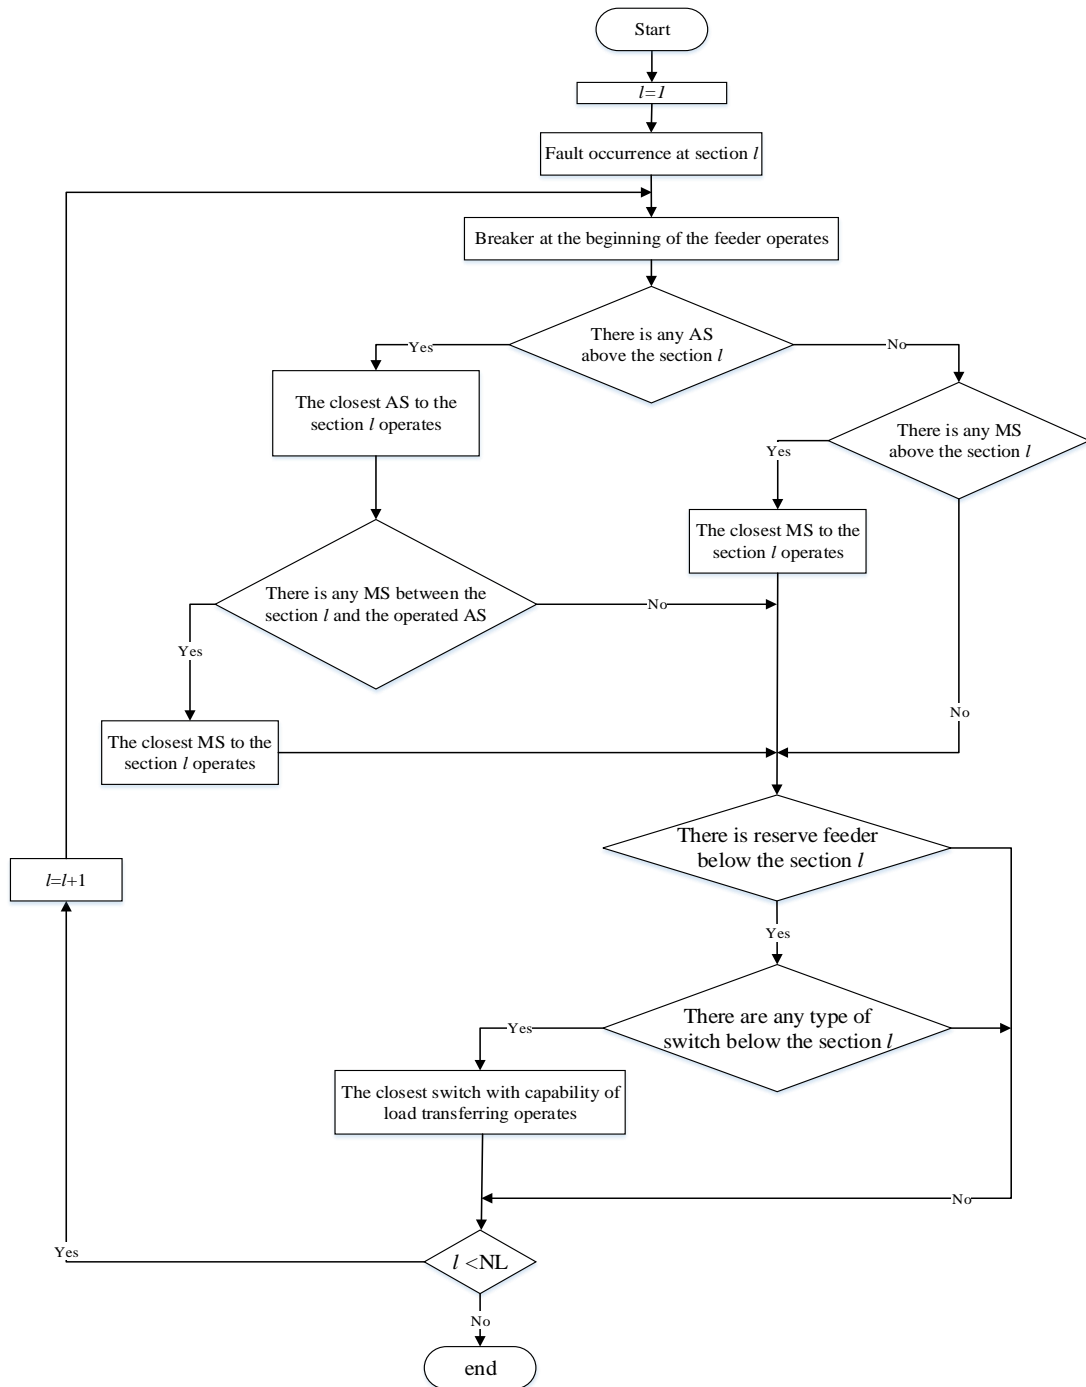 Start
l=1
Fault occurrence at section l
Breaker at the beginning of the feeder operates
There is any AS
above the section l
Yes
No
The closest AS to the
section l operates
There is any MS
above the section l
Yes
The closest MS to the
section l operates
There is any MS between the
section l and the operated AS
No
Yes
No
The closest MS to the
section l operates
There is reserve feeder
below the section l
l=l+1
Yes
There are any type of
switch below the section l
Yes
The closest switch with capability of
load transferring operates
No
Yes
l <NL
No
end